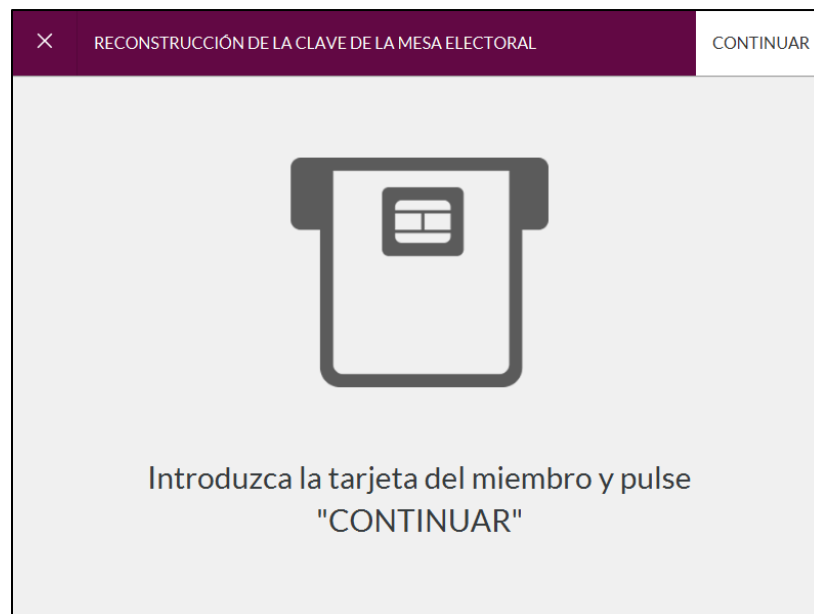 RECONSTRUCCIÓN DE LA CLAVE DE LA MESA ELECTORAL
CONTINUAR
Introduzca la tarjeta del miembro y pulse
"CONTINUAR"